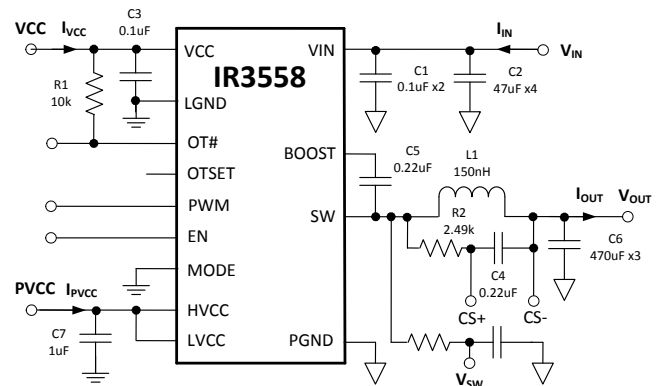 VCC
I_VCC
C3
0.1uF
R1
10k
VCC
LGND
OT#
OTSET
PWM
EN
MODE
HVCC
LVCC
PVCC
I_PVCC
C7
1uF
IR3558
VIN
BOOST
SW
PGND
I_IN
V_IN
C1
0.1uF x2
C2
47uF x4
C5
0.22uF
L1
150nH
R2
2.49k
C4
0.22uF
CS+
CS-
I_OUT
V_OUT
C6
470uF x3
V_SW